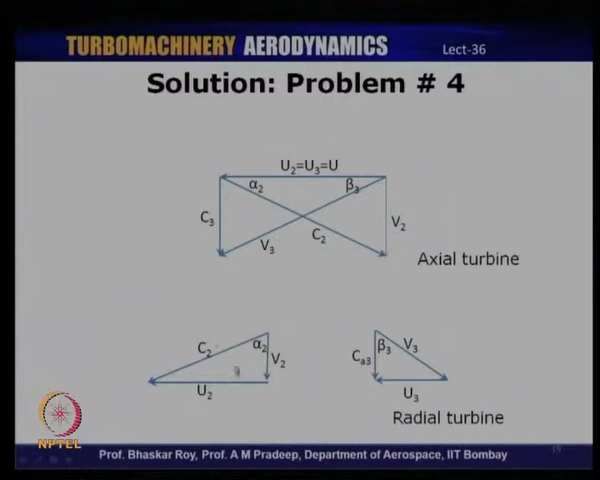 TURBOMACHINERY AERODYNAMICS Lect-36
Solution: Problem # 4
U₂=U₃=U
α₂ β₃
C₃ V₂
V₃ C₂
Axial turbine
C₂ α₂ V₂
U₂
Cₐ₃ β₃ V₃
U₃
Radial turbine
NPTEL
Prof. Bhaskar Roy, Prof. A M Pradeep, Department of Aerospace, IIT Bombay
19